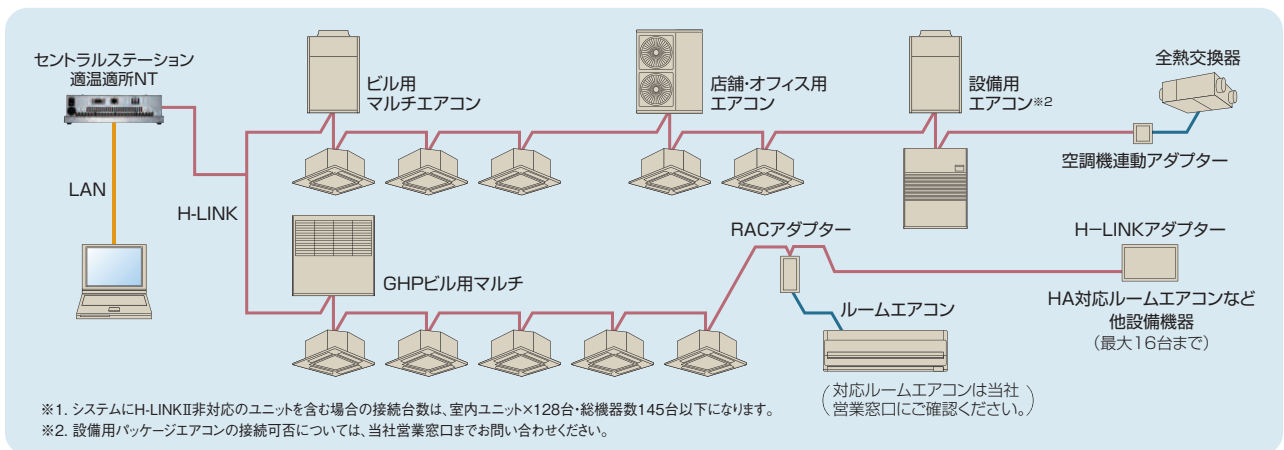 セントラルステーション
適温適所NT
LAN
H-LINK
ビル用
マルチエアコン
店舗・オフィス用
エアコン
設備用
エアコン※2
全熱交換器
空調機連動アダプター
GHPビル用マルチ
RACアダプター
ルームエアコン
(対応ルームエアコンは当社
営業窓口にご確認ください。)
H-LINKアダプター
HA対応ルームエアコンなど
他設備機器
(最大16台まで)
※1. システムにH-LINKⅡ非対応のユニットを含む場合の接続台数は、室内ユニット×128台・総機器数145台以下になります。
※2. 設備用パッケージエアコンの接続可否については、当社営業窓口までお問い合わせください。